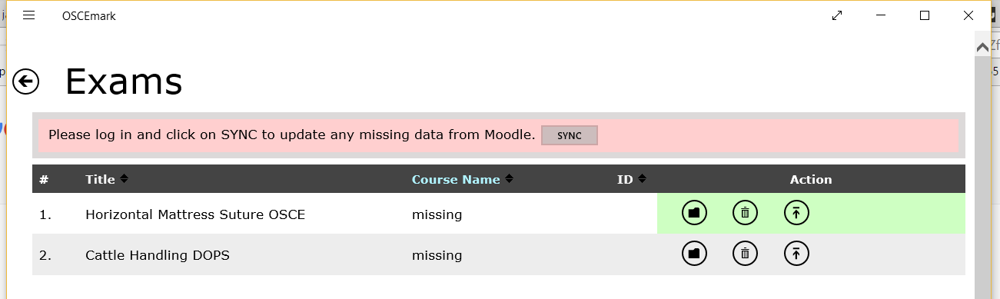 OSCEmark
Exams
Please log in and click on SYNC to update any missing data from Moodle. SYNC
# Title Course Name ID Action
1. Horizontal Mattress Suture OSCE missing
2. Cattle Handling DOPS missing